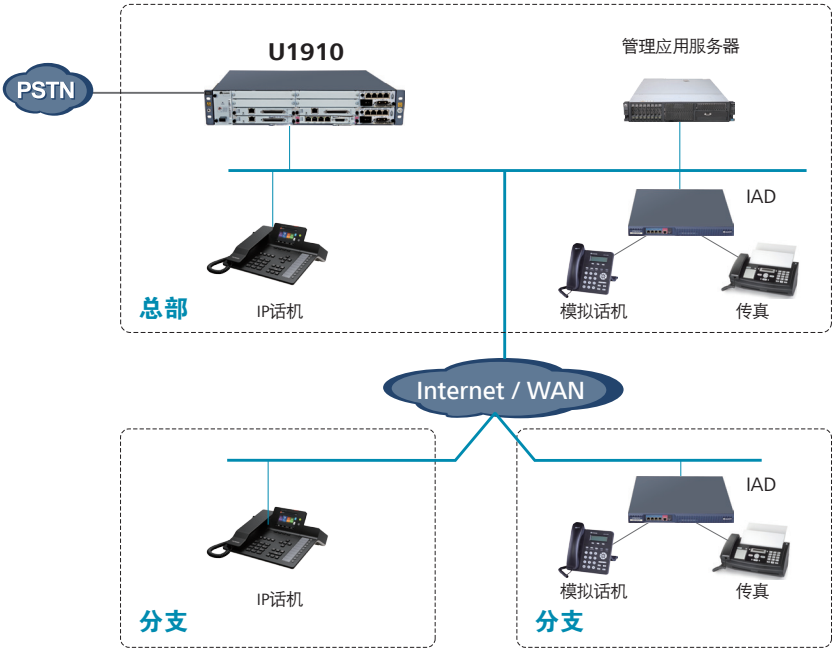 U1910
管理应用服务器
PSTN
IAD
总部
IP话机
模拟话机
传真
Internet / WAN
IAD
IP话机
模拟话机
传真
分支
分支